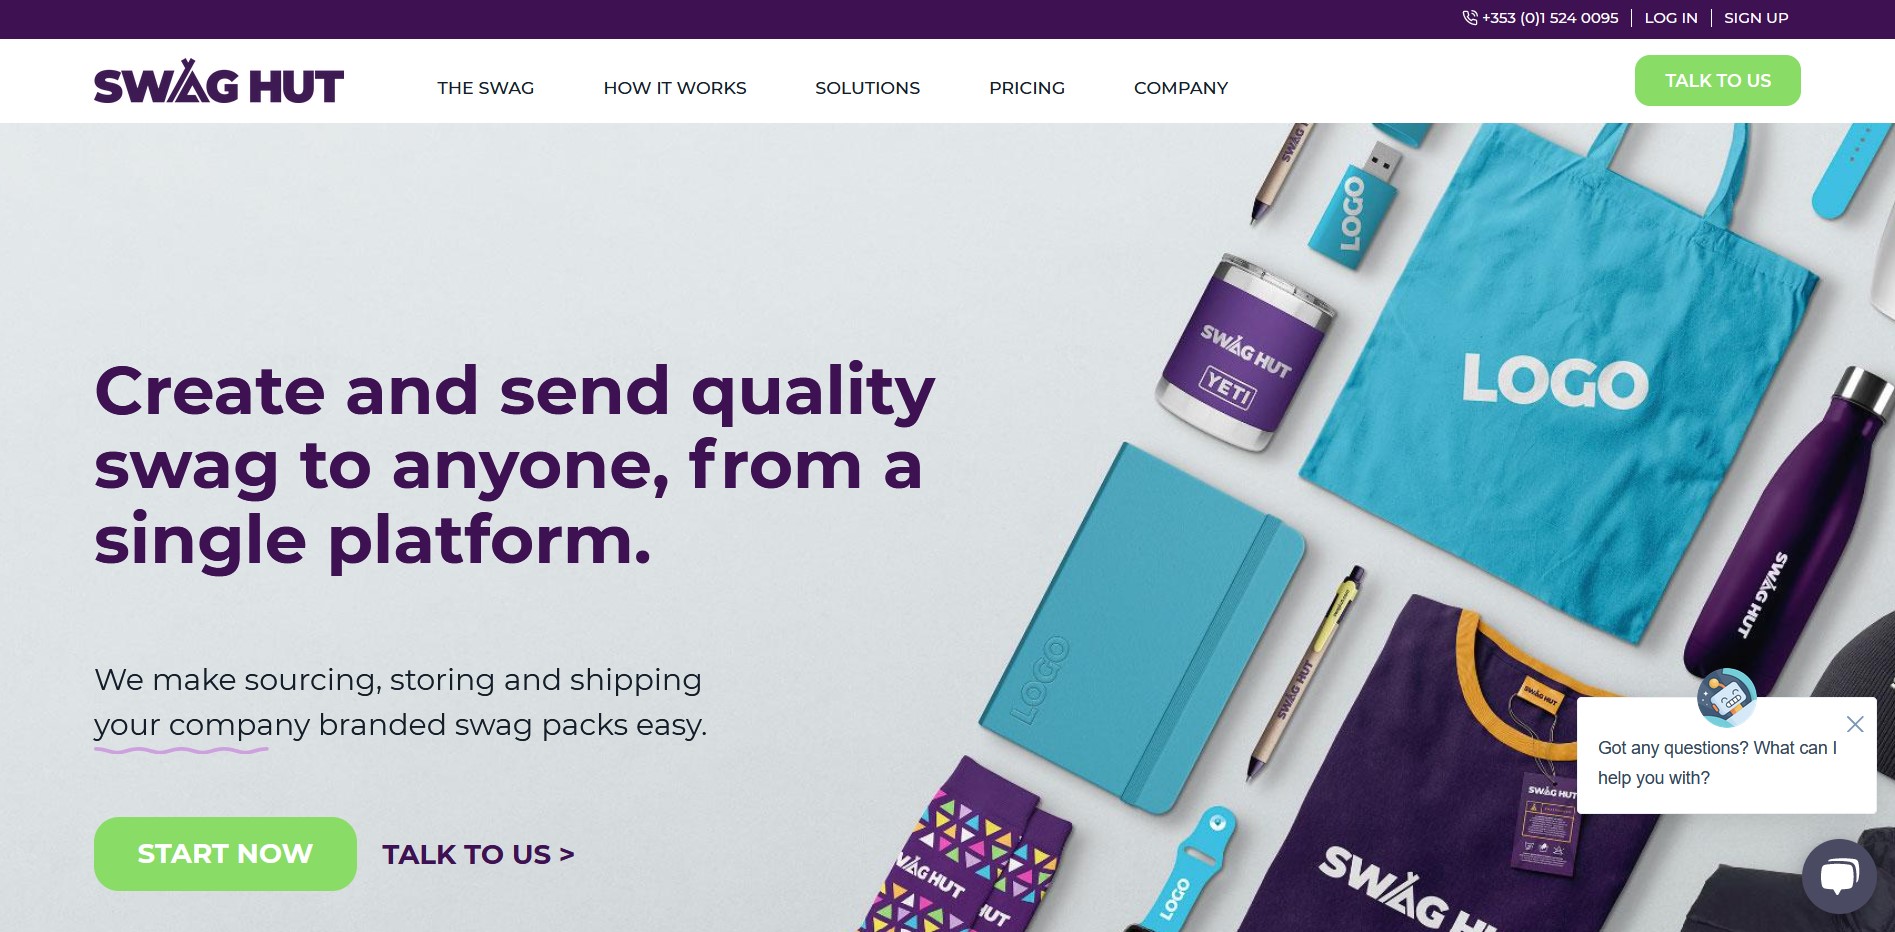 +353 (0)1 524 0095
LOG IN
SIGN UP
SWAG HUT
THE SWAG
HOW IT WORKS
SOLUTIONS
PRICING
COMPANY
TALK TO US
Create and send quality
swag to anyone, from a
single platform.
We make sourcing, storing and shipping
your company branded swag packs easy.
START NOW
TALK TO US >
SWAG
LOGO
SWAG HUT
YETI
LOGO
LOGO
SWAG HUT
SWAG HUT
SWAG HUT
SWAG HUT
SWAG HUT
SWAG HUT
HUT
LOGO
Got any questions? What can I
help you with?